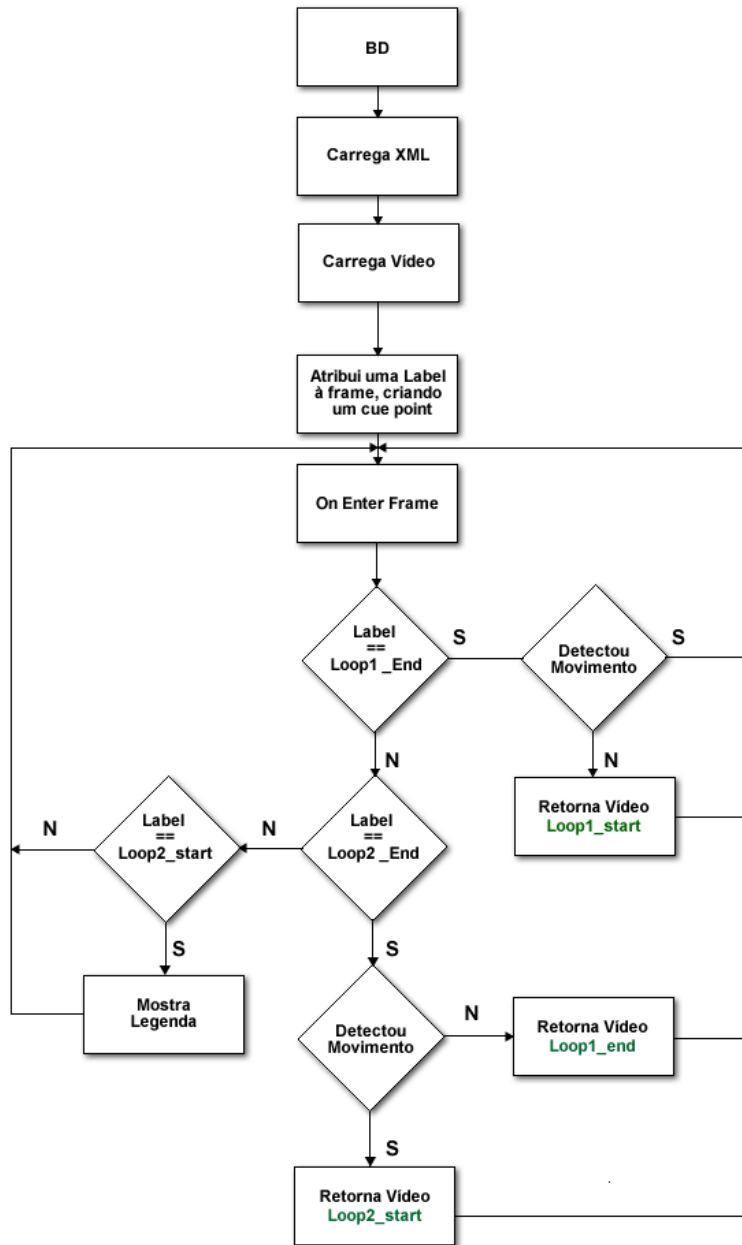 BD
Carrega XML
Carrega Vídeo
Atribui uma Label
à frame, criando
um cue point
On Enter Frame
Label
==
Loop1 _End
S
Detectou
Movimento
S
N
N
Retorna Vídeo
Loop1_start
N
Label
==
Loop2_start
N
Label
==
Loop2 _End
S
S
Mostra
Legenda
Detectou
Movimento
N
Retorna Vídeo
Loop1_end
S
Retorna Vídeo
Loop2_start